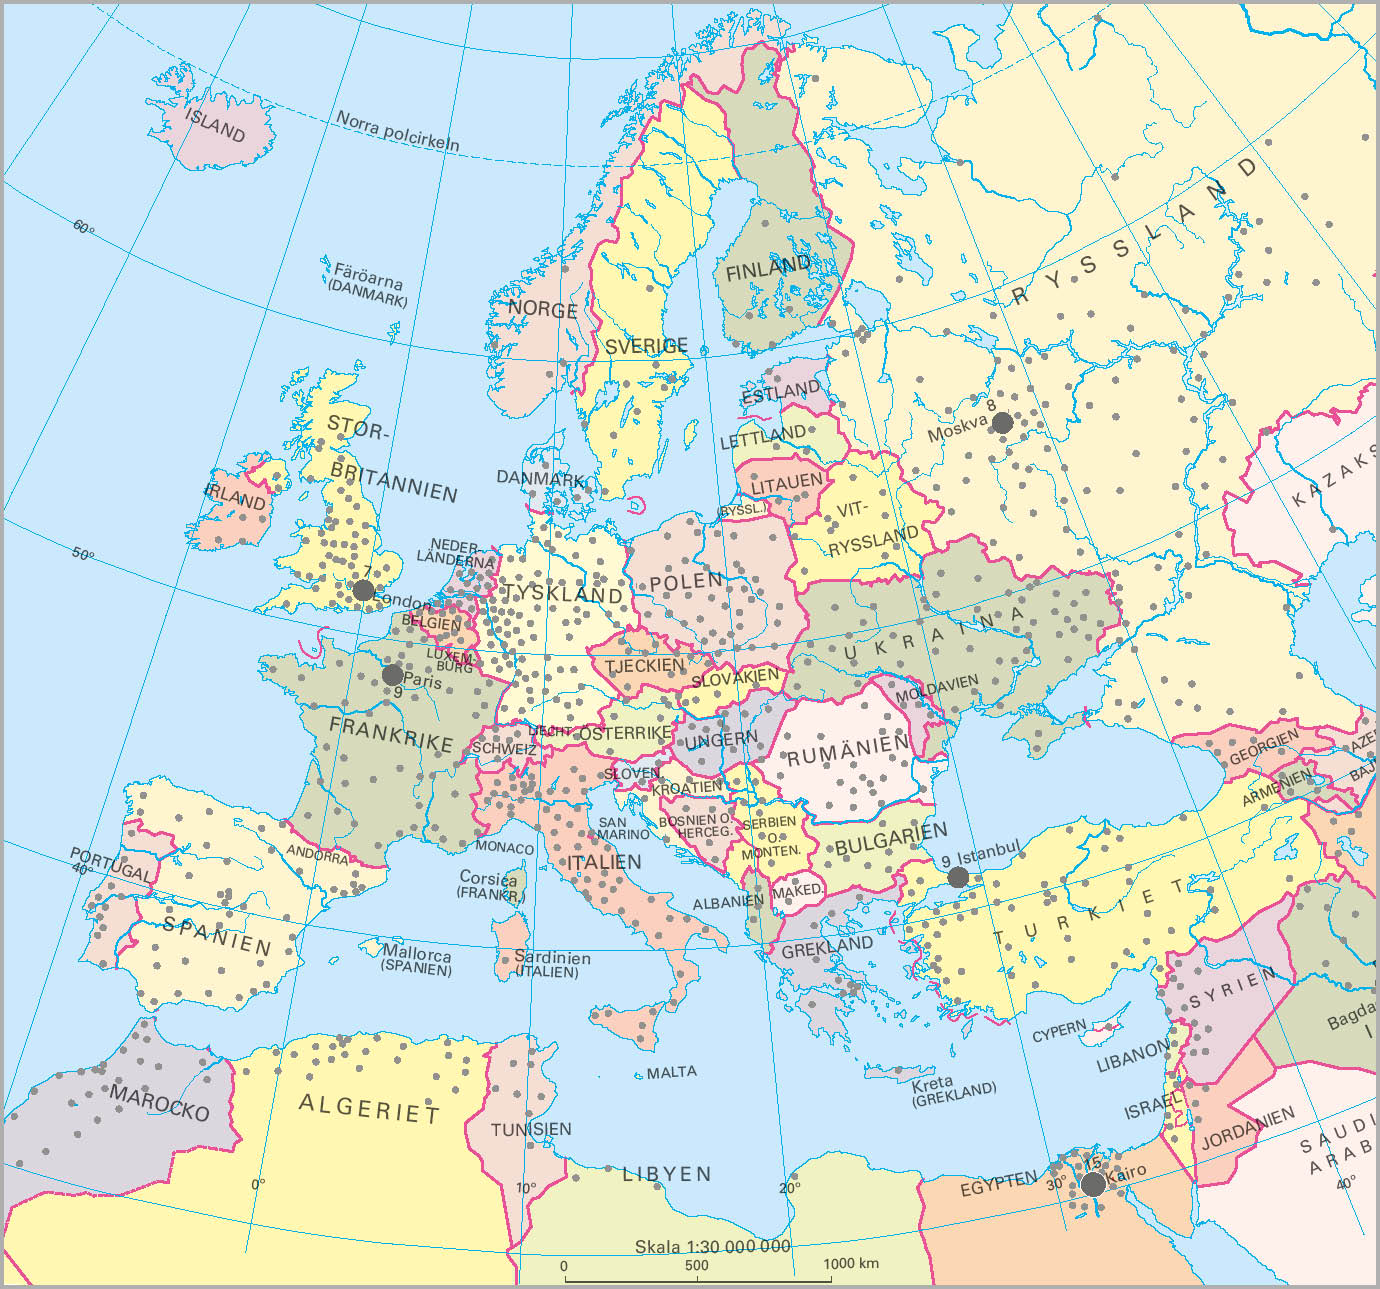 ISLAND
Norra polcirkeln
60°
Färöarna
(DANMARK)
NORGE
SVERIGE
FINLAND
RYSSLAND
ESTLAND
LETTLAND
LITAUEN
(RYSSL.)
VIT-
RYSSLAND
Moskva
8
KAZAKS
STOR-
BRITANNIEN
IRLAND
DANMARK
50°
7
London
NEDER-
LÄNDERNA
TYSKLAND
POLEN
BELGIEN
LUXEM-
BURG
Paris
9
TJECKIEN
SLOVAKIEN
UKRAINA
MOLDAVIEN
FRANKRIKE
SCHWEIZ
LIECHT.
ÖSTERRIKE
UNGERN
RUMÄNIEN
SLOVEN.
KROATIEN
BOSNIEN O.
HERCEG.
SERBIEN
O.
MONTEN.
BULGARIEN
GEORGIEN
ARMENIEN
AZE
BAJ
SAN
MARINO
MONACO
ANDORRA
PORTUGAL
40°
SPANIEN
Corsica
(FRANKR.)
ITALIEN
ALBANIEN
MAKED.
9 Istanbul
TURKIET
GREKLAND
Mallorca
(SPANIEN)
Sardinien
(ITALIEN)
CYPERN
SYRIEN
Bagda
I
LIBANON
ISRAEL
JORDANIEN
MALTA
Kreta
(GREKLAND)
MAROCKO
ALGERIET
TUNISIEN
LIBYEN
EGYPTEN
15
Kairo
SAUDI
ARAB
0°
10°
20°
30°
40°
Skala 1:30 000 000
0 500 1000 km